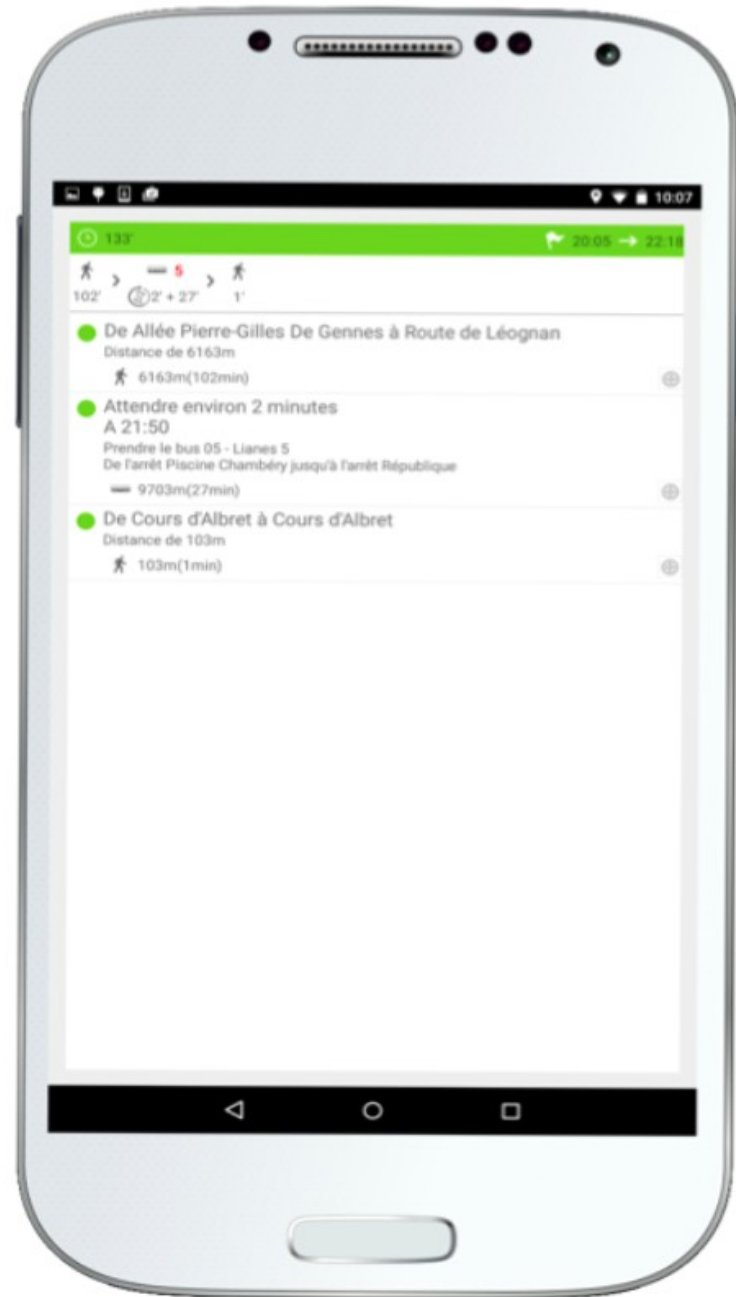 10:07
133' 20:05 → 22:18
5
102' 2' + 27' 1'
De Allée Pierre-Gilles De Gennes à Route de Léognan
Distance de 6163m
6163m(102min)
Attendre environ 2 minutes
A 21:50
Prendre le bus 05 - Lianes 5
De l'arrêt Piscine Chambéry jusqu'à l'arrêt République
9703m(27min)
De Cours d'Albret à Cours d'Albret
Distance de 103m
103m(1min)